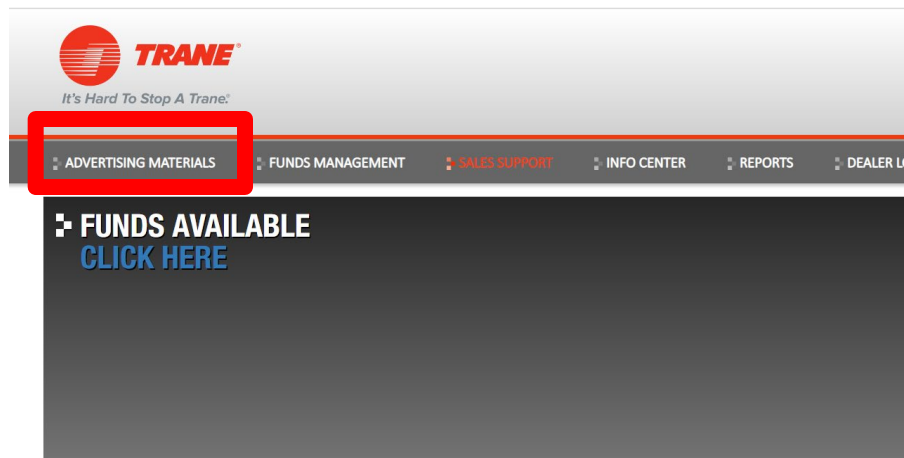 TRANE®
It's Hard To Stop A Trane.®
ADVERTISING MATERIALS FUNDS MANAGEMENT SALES SUPPORT INFO CENTER REPORTS DEALER
FUNDS AVAILABLE
CLICK HERE